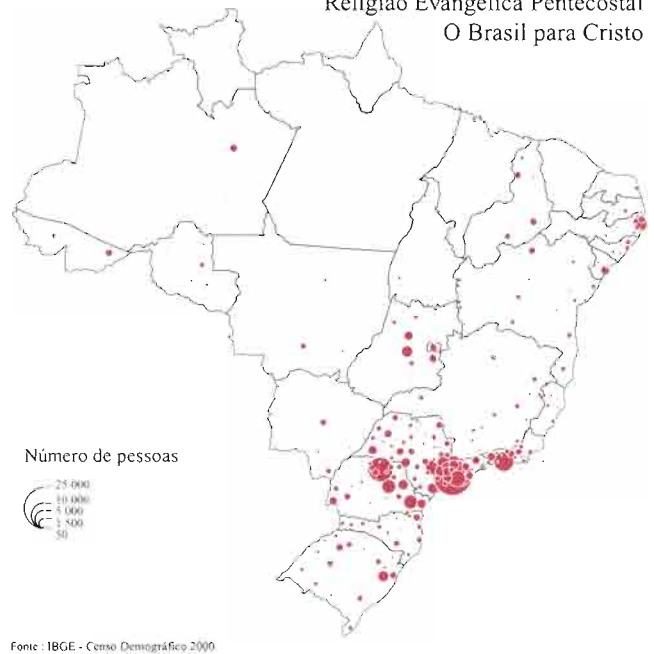 Religião Evangélica Pentecostal
O Brasil para Cristo
Número de pessoas
25 000
10 000
5 000
1 500
50
Fonte : IBGE - Censo Demográfico 2000